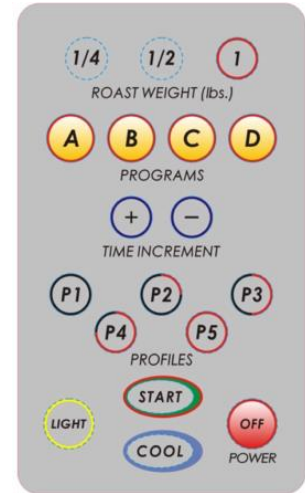 1/4 1/2 1
ROAST WEIGHT (lbs.)
A B C D
PROGRAMS
+ −
TIME INCREMENT
P1 P2 P3
P4 P5
PROFILES
START
LIGHT OFF
COOL
POWER